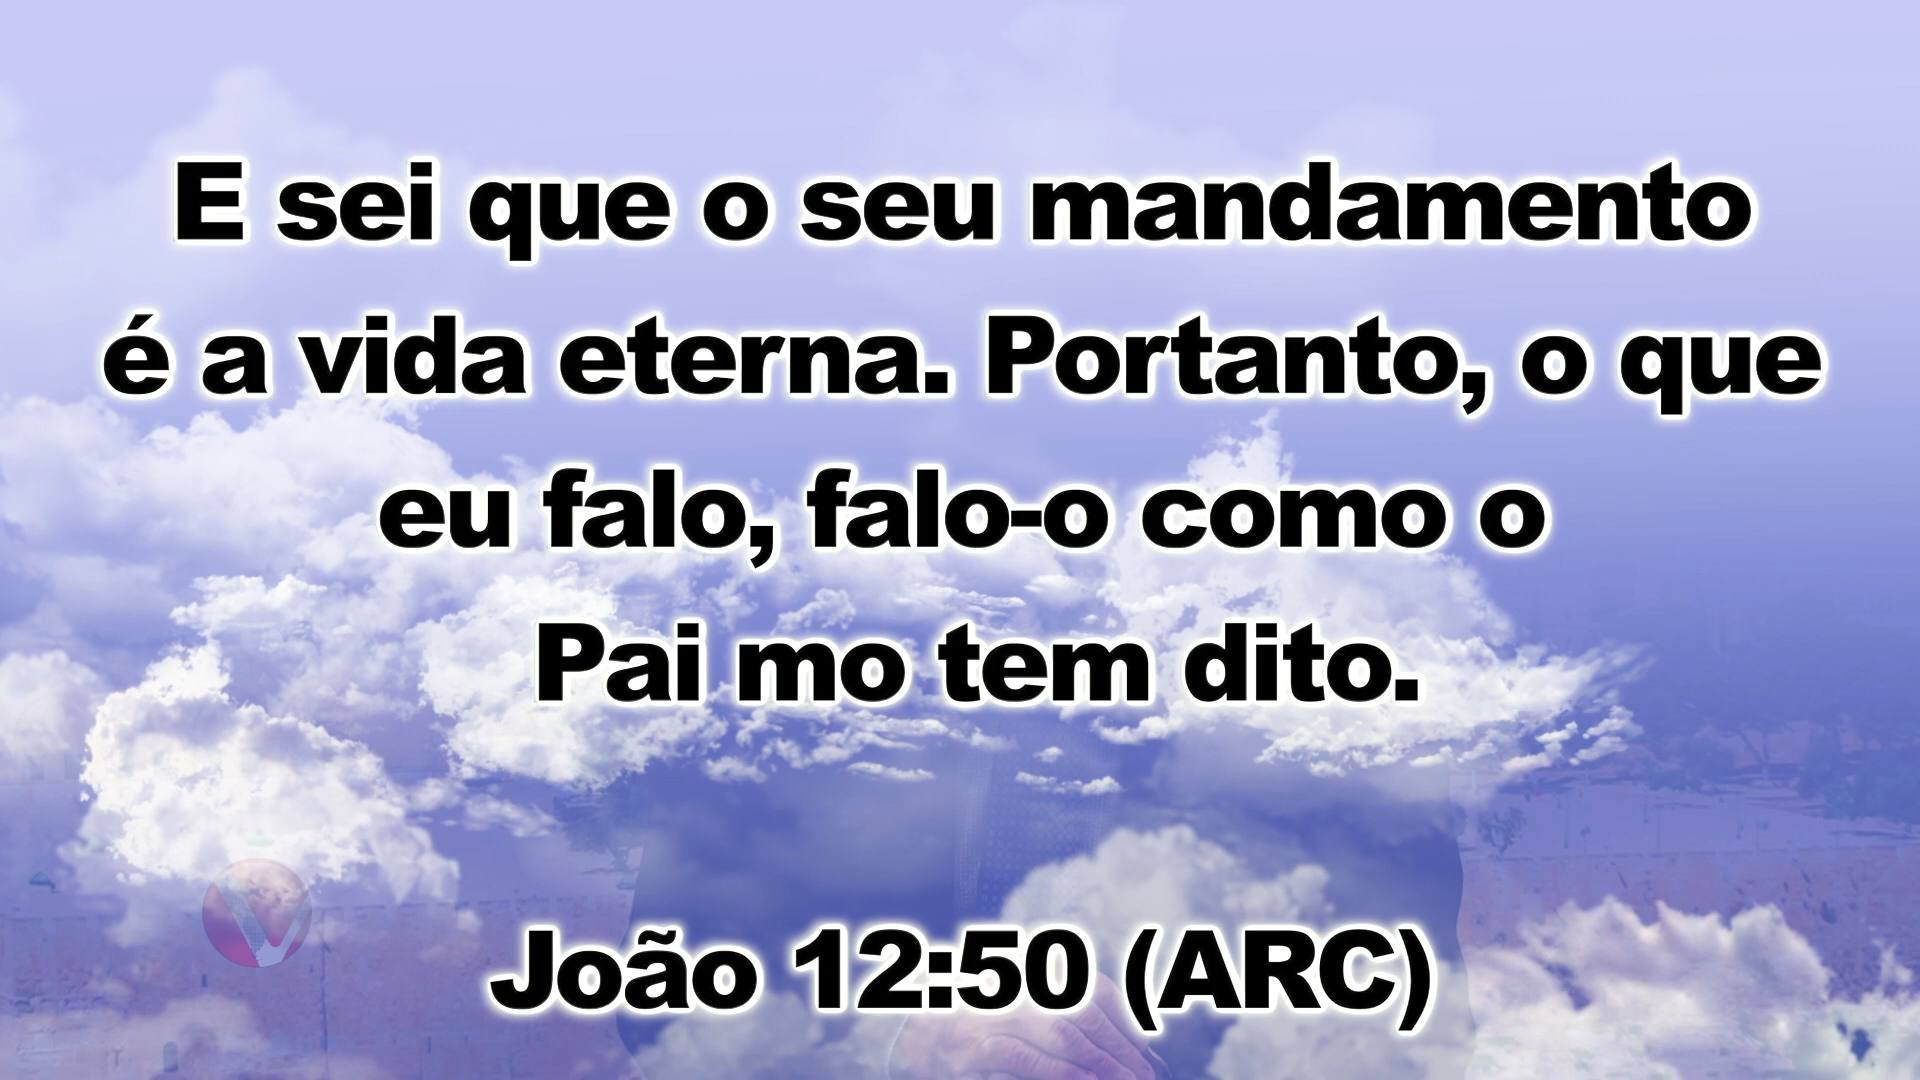 E sei que o seu mandamento
é a vida eterna. Portanto, o que
eu falo, falo-o como o
Pai mo tem dito.
João 12:50 (ARC)